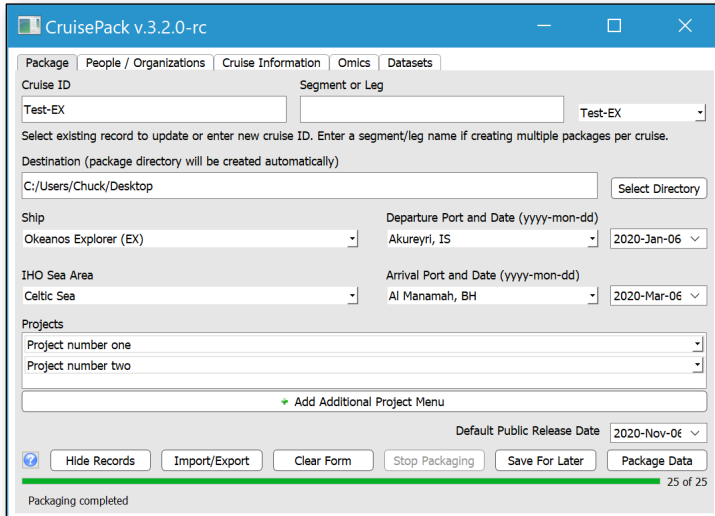 CruisePack v.3.2.0-rc
Package People / Organizations Cruise Information Omics Datasets
Cruise ID Segment or Leg
Test-EX Test-EX
Select existing record to update or enter new cruise ID. Enter a segment/leg name if creating multiple packages per cruise.
Destination (package directory will be created automatically)
C:/Users/Chuck/Desktop Select Directory
Ship Departure Port and Date (yyyy-mon-dd)
Okeanos Explorer (EX) Akureyri, IS 2020-Jan-06
IHO Sea Area Arrival Port and Date (yyyy-mon-dd)
Celtic Sea Al Manamah, BH 2020-Mar-06
Projects
Project number one
Project number two
+ Add Additional Project Menu
Default Public Release Date 2020-Nov-06
? Hide Records Import/Export Clear Form Stop Packaging Save For Later Package Data
25 of 25
Packaging completed